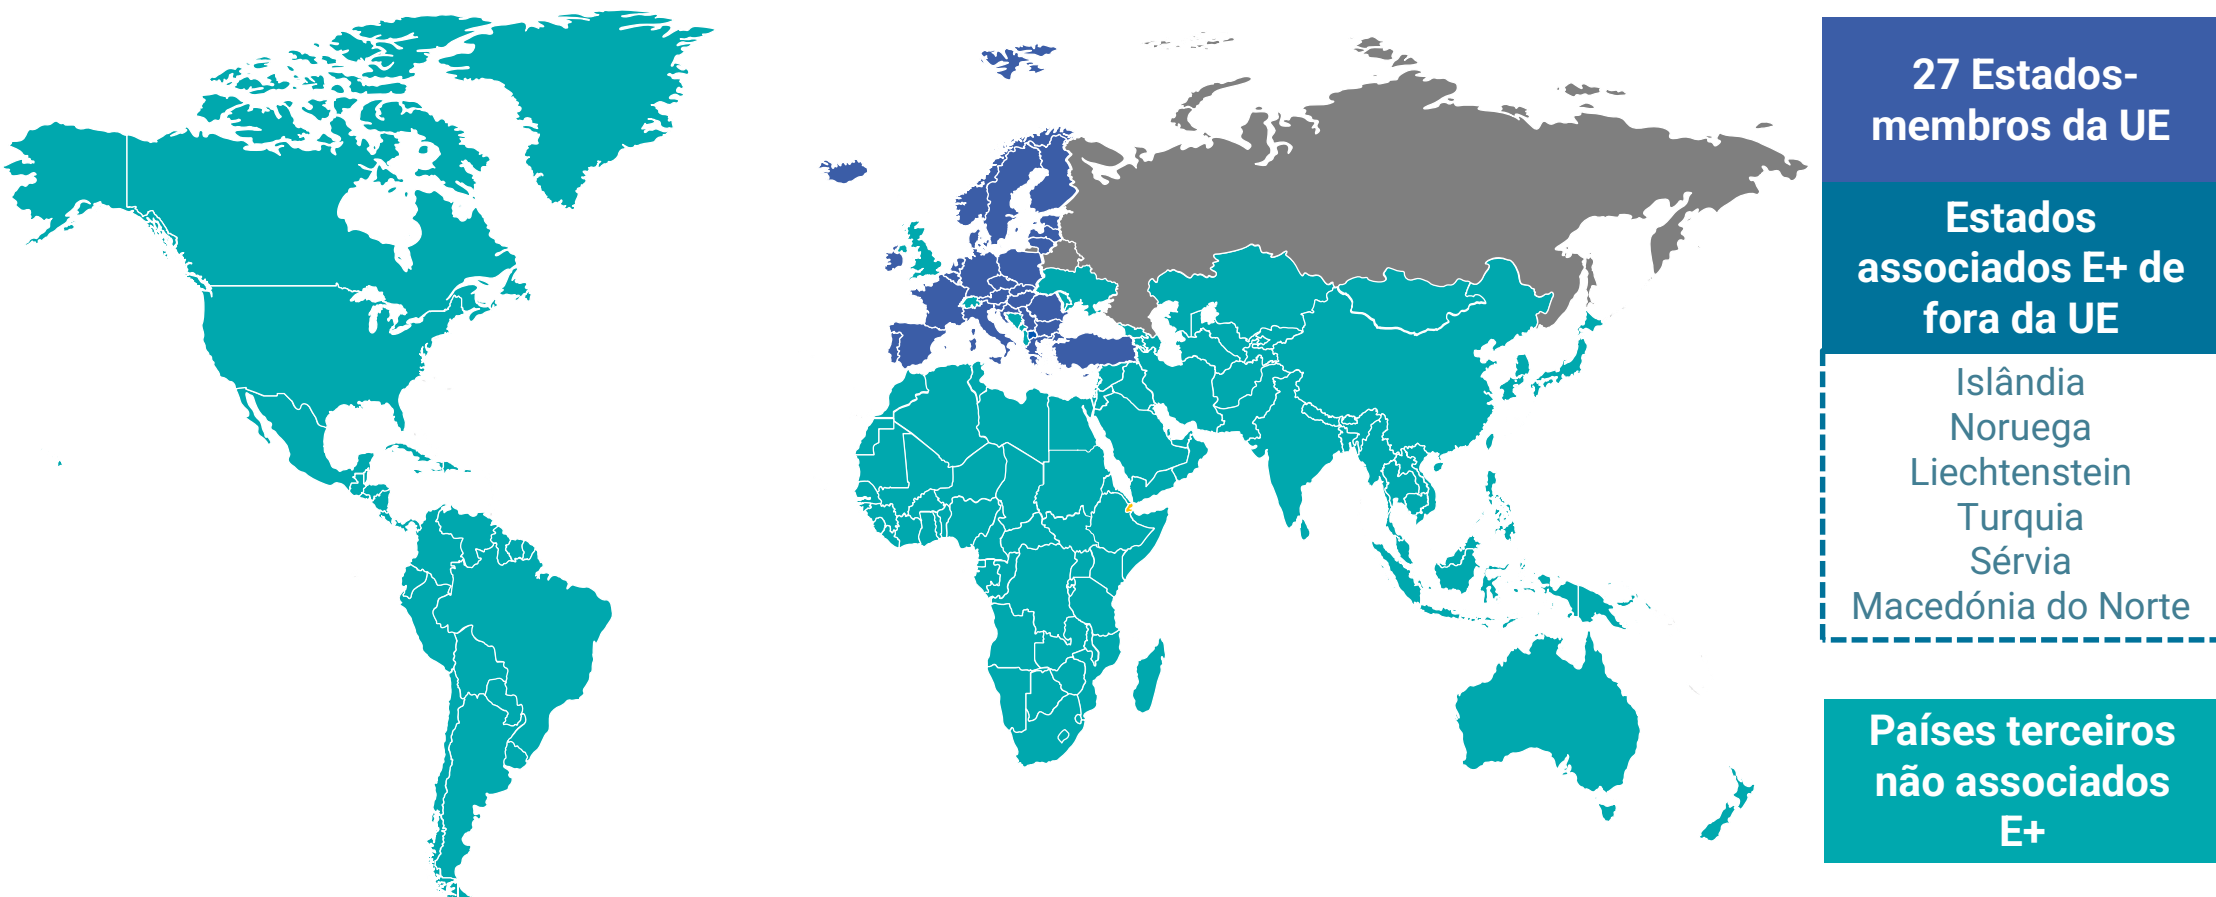 27 Estados-
membros da UE
Estados
associados E+ de
fora da UE
Islândia
Noruega
Liechtenstein
Turquia
Sérvia
Macedónia do Norte
Países terceiros
não associados
E+